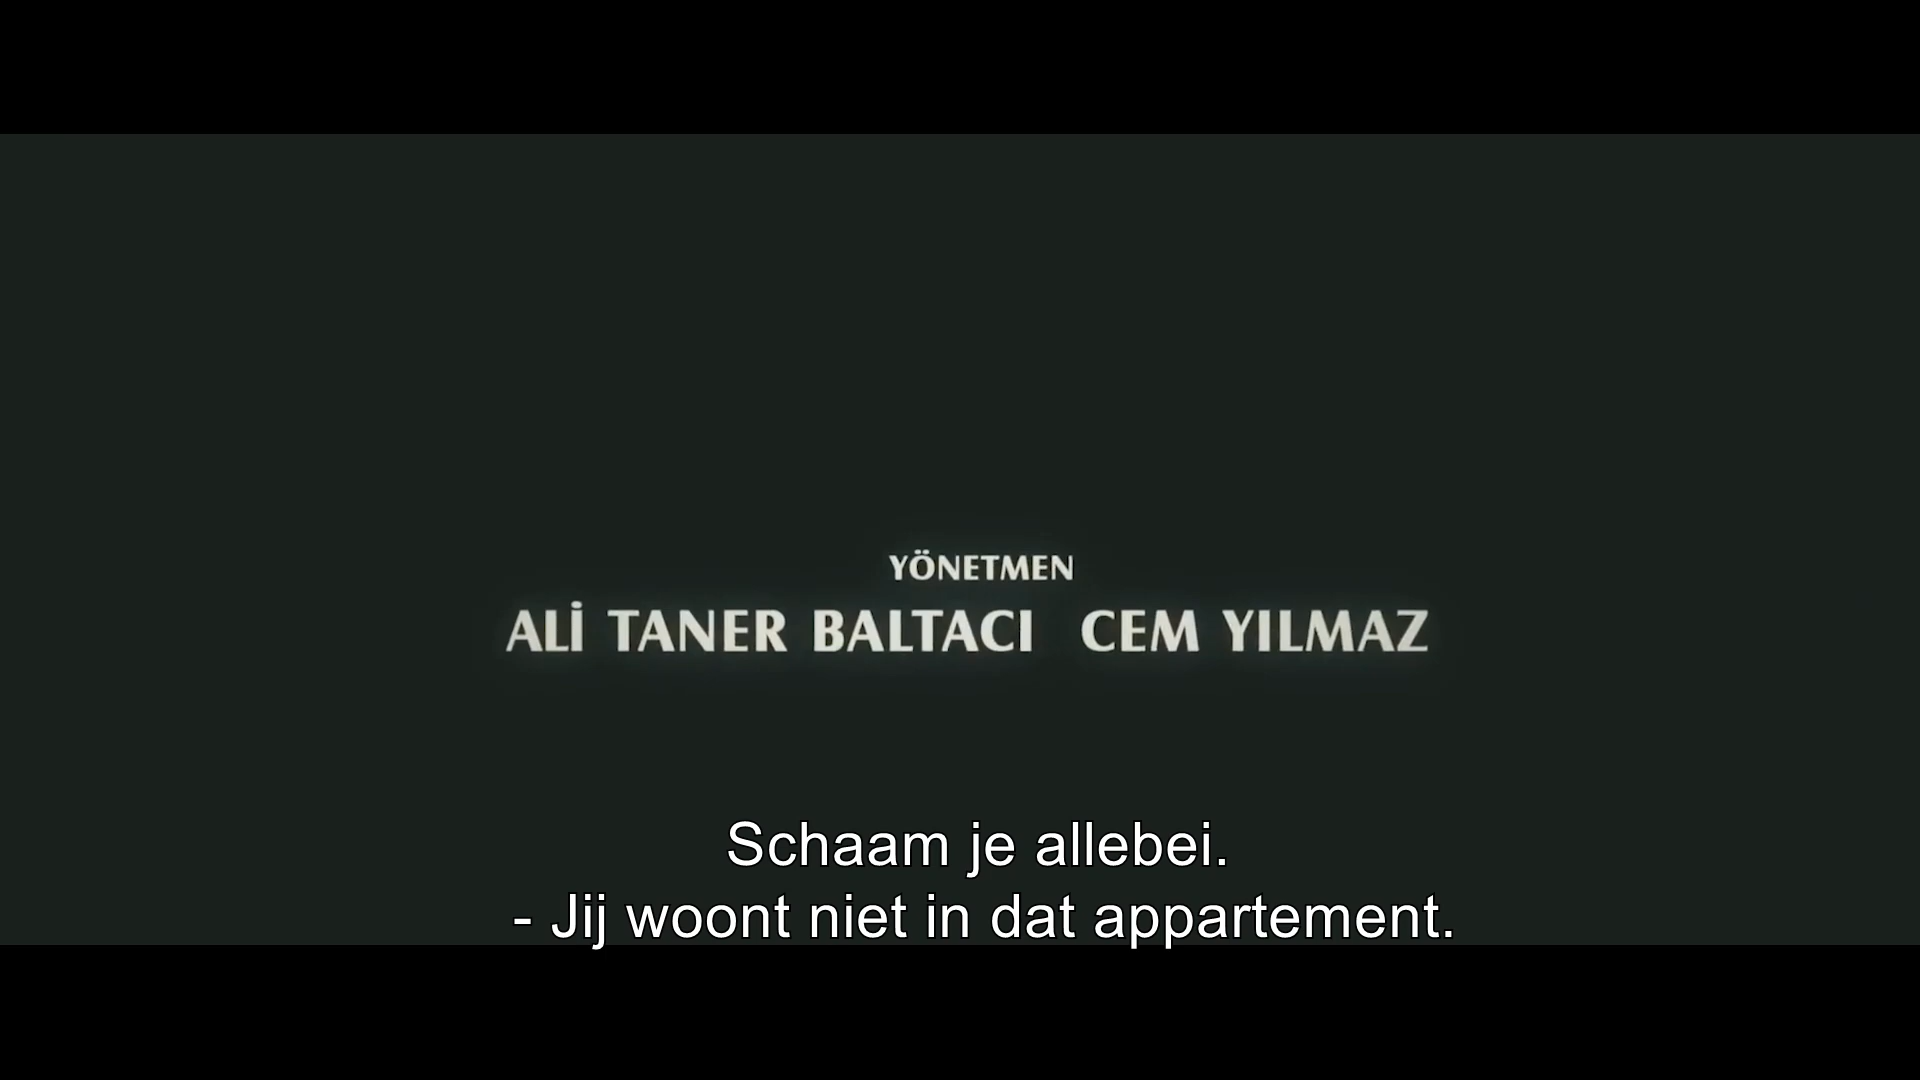 YÖNETMEN
ALİ TANER BALTACI CEM YILMAZ
Schaam je allebei.
- Jij woont niet in dat appartement.